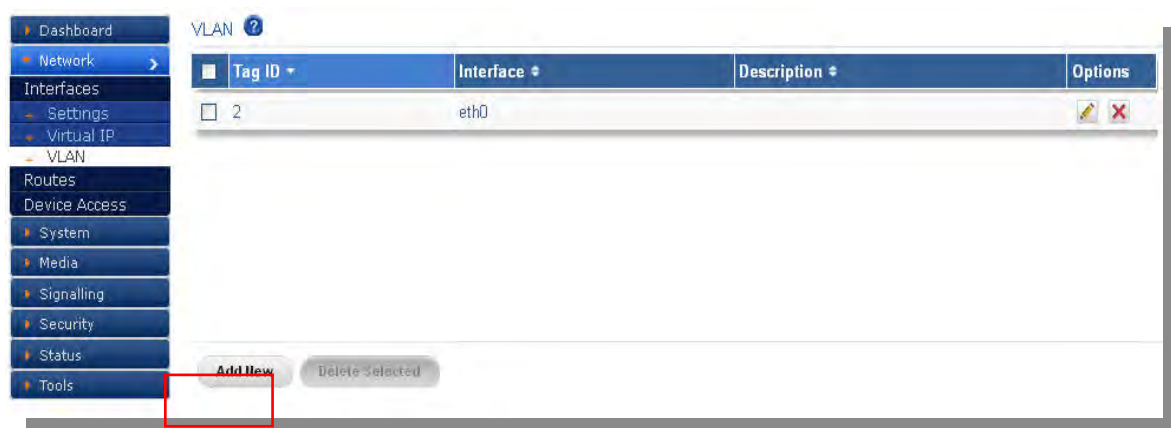 Dashboard
Network
Interfaces
Settings
Virtual IP
VLAN
Routes
Device Access
System
Media
Signalling
Security
Status
Tools
VLAN ?
Tag ID Interface Description Options
2 eth0
Add New Delete Selected